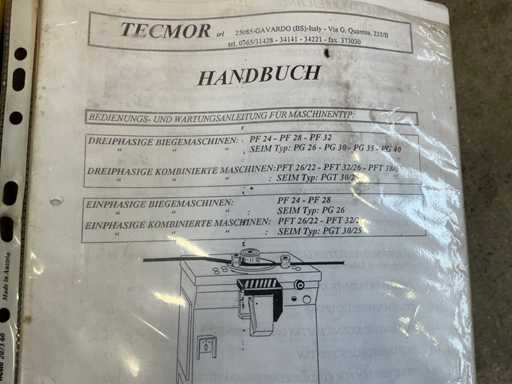 TECMOR srl 25085-GAVARDO (BS)-Italy - Via G. Quarena, 233/B
tel. 0365/31428 - 34141 - 34221 - fax 373030
HANDBUCH
BEDIENUNGS- UND WARTUNGSANLEITUNG FÜR MASCHINENTYP:
DREIPHASIGE BIEGEMASCHINEN: PF 24 - PF 28 - PF 32
" " " : SEIM Typ: PG 26 - PG 30 - PG 35 - PG 40
DREIPHASIGE KOMBINIERTE MASCHINEN: PFT 26/22 - PFT 32/26 - PFT
" " " : SEIM Typ: PGT 30/25
EINPHASIGE BIEGEMASCHINEN: PF 24 - PF 28
" " " : SEIM Typ: PG 26
EINPHASIGE KOMBINIERTE MASCHINEN: PFT 26/22 - PFT 32/
" " " : SEIM Typ: PGT 30/25
Made in Austria